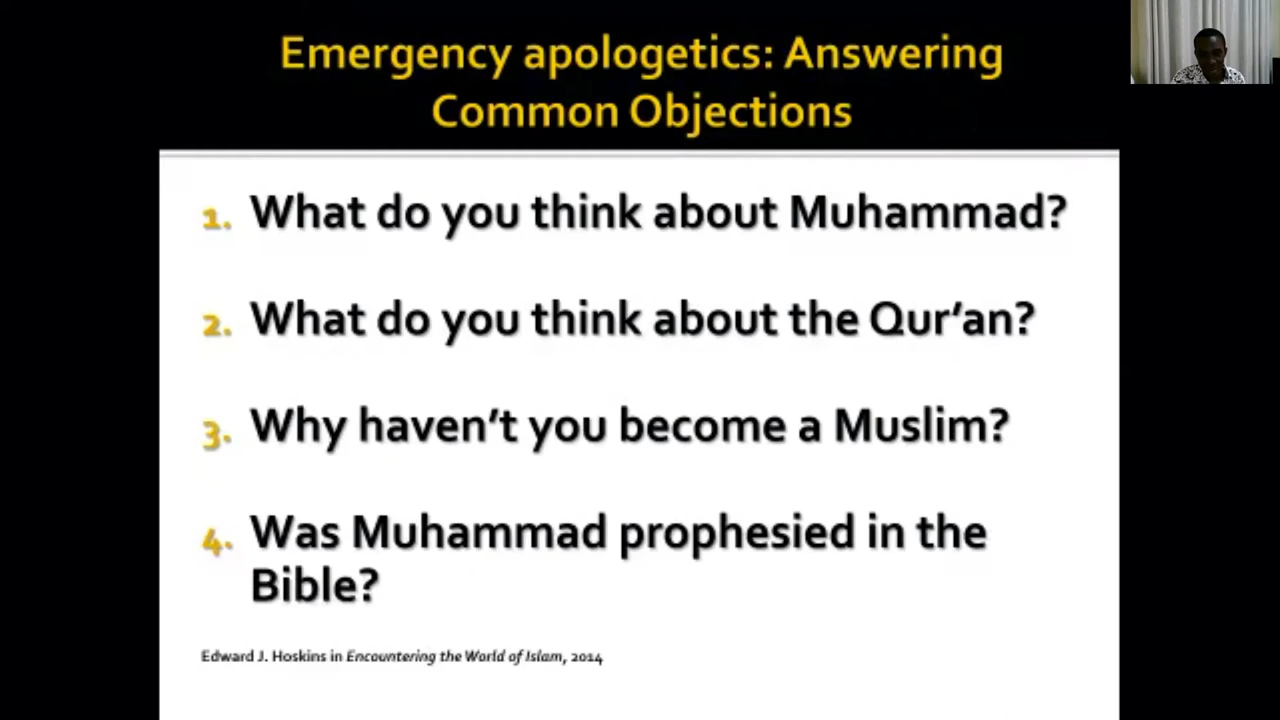 Emergency apologetics: Answering
Common Objections
1. What do you think about Muhammad?
2. What do you think about the Qur’an?
3. Why haven’t you become a Muslim?
4. Was Muhammad prophesied in the
Bible?
Edward J. Hoskins in Encountering the World of Islam, 2014